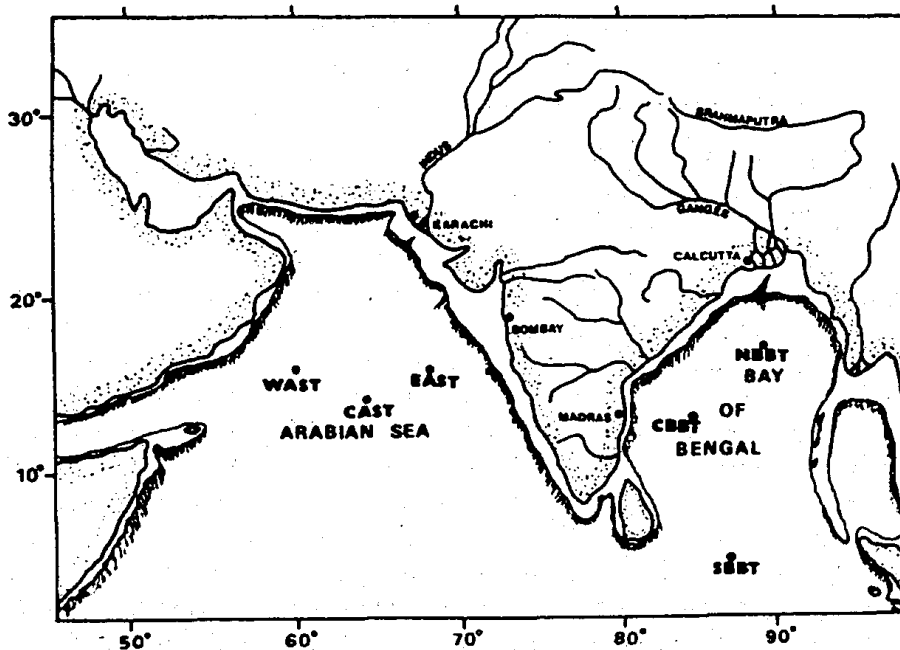 30°
20°
10°
50°
60°
70°
80°
90°
INDUS
BRAHMAPUTRA
GANGES
KARACHI
CALCUTTA
BOMBAY
MADRAS
WAST
EAST
CAST
ARABIAN SEA
NBBT
BAY
OF
CBBT
BENGAL
SBBT